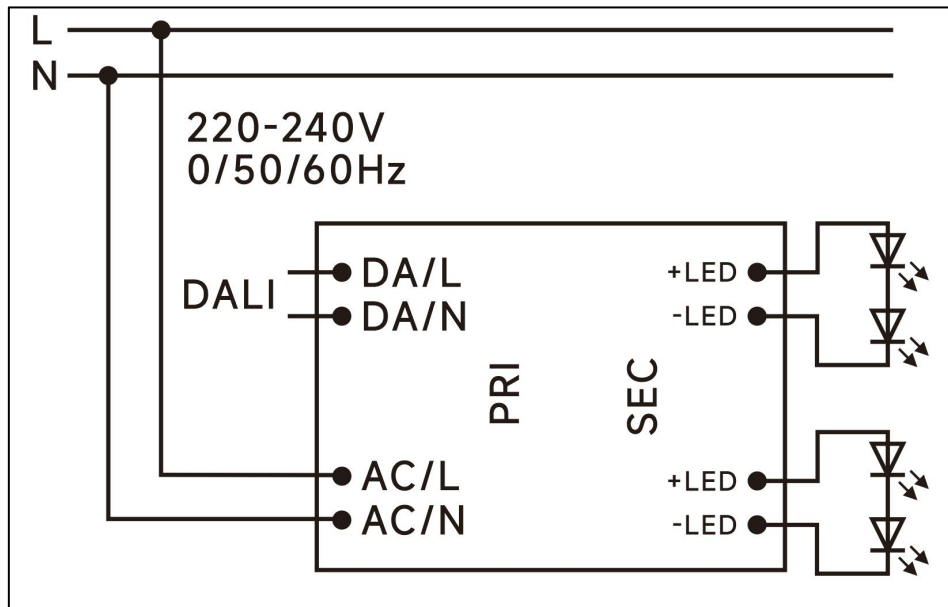 L
N
220-240V
0/50/60Hz
DALI
DA/L
DA/N
PRI
SEC
+LED
-LED
AC/L
AC/N
+LED
-LED